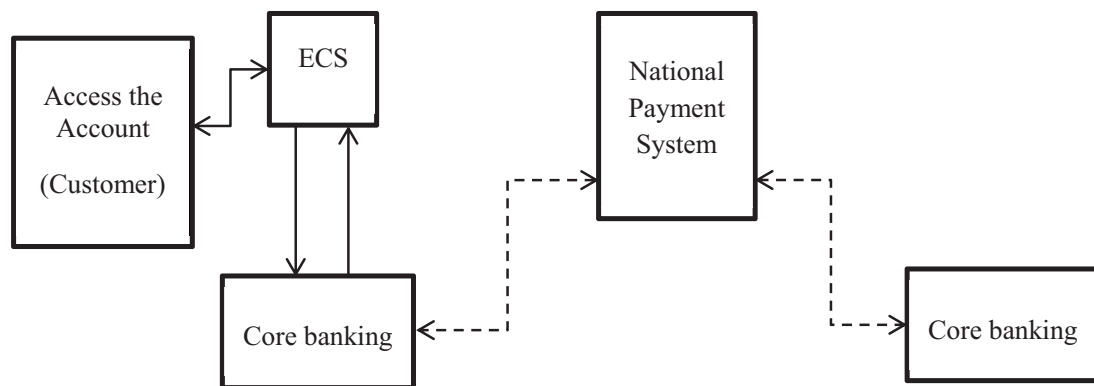 Access the
Account
(Customer)
ECS
National
Payment
System
Core banking
Core banking